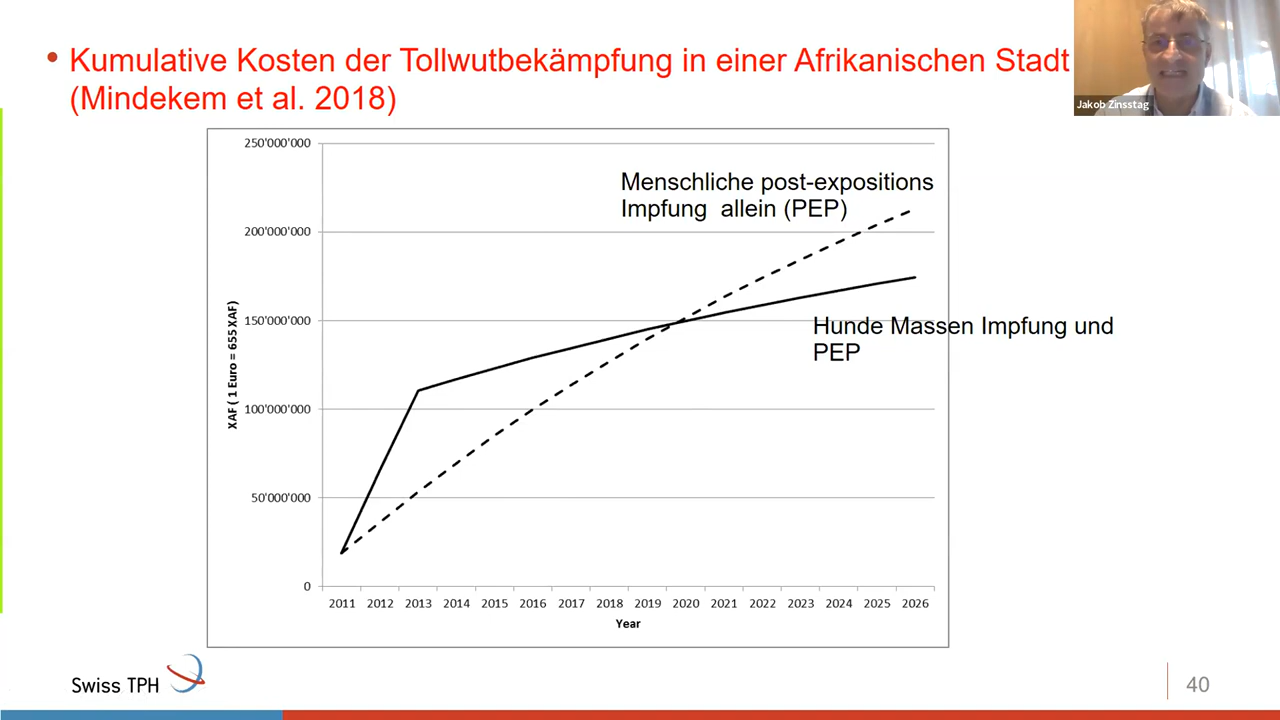 • Kumulative Kosten der Tollwutbekämpfung in einer Afrikanischen Stadt
(Mindekem et al. 2018)
Jakob Zinsstag
250'000'000
200'000'000
150'000'000
100'000'000
50'000'000
0
XAF ( 1 Euro = 655 XAF)
Menschliche post-expositions
Impfung allein (PEP)
Hunde Massen Impfung und
PEP
2011 2012 2013 2014 2015 2016 2017 2018 2019 2020 2021 2022 2023 2024 2025 2026
Year
Swiss TPH
40